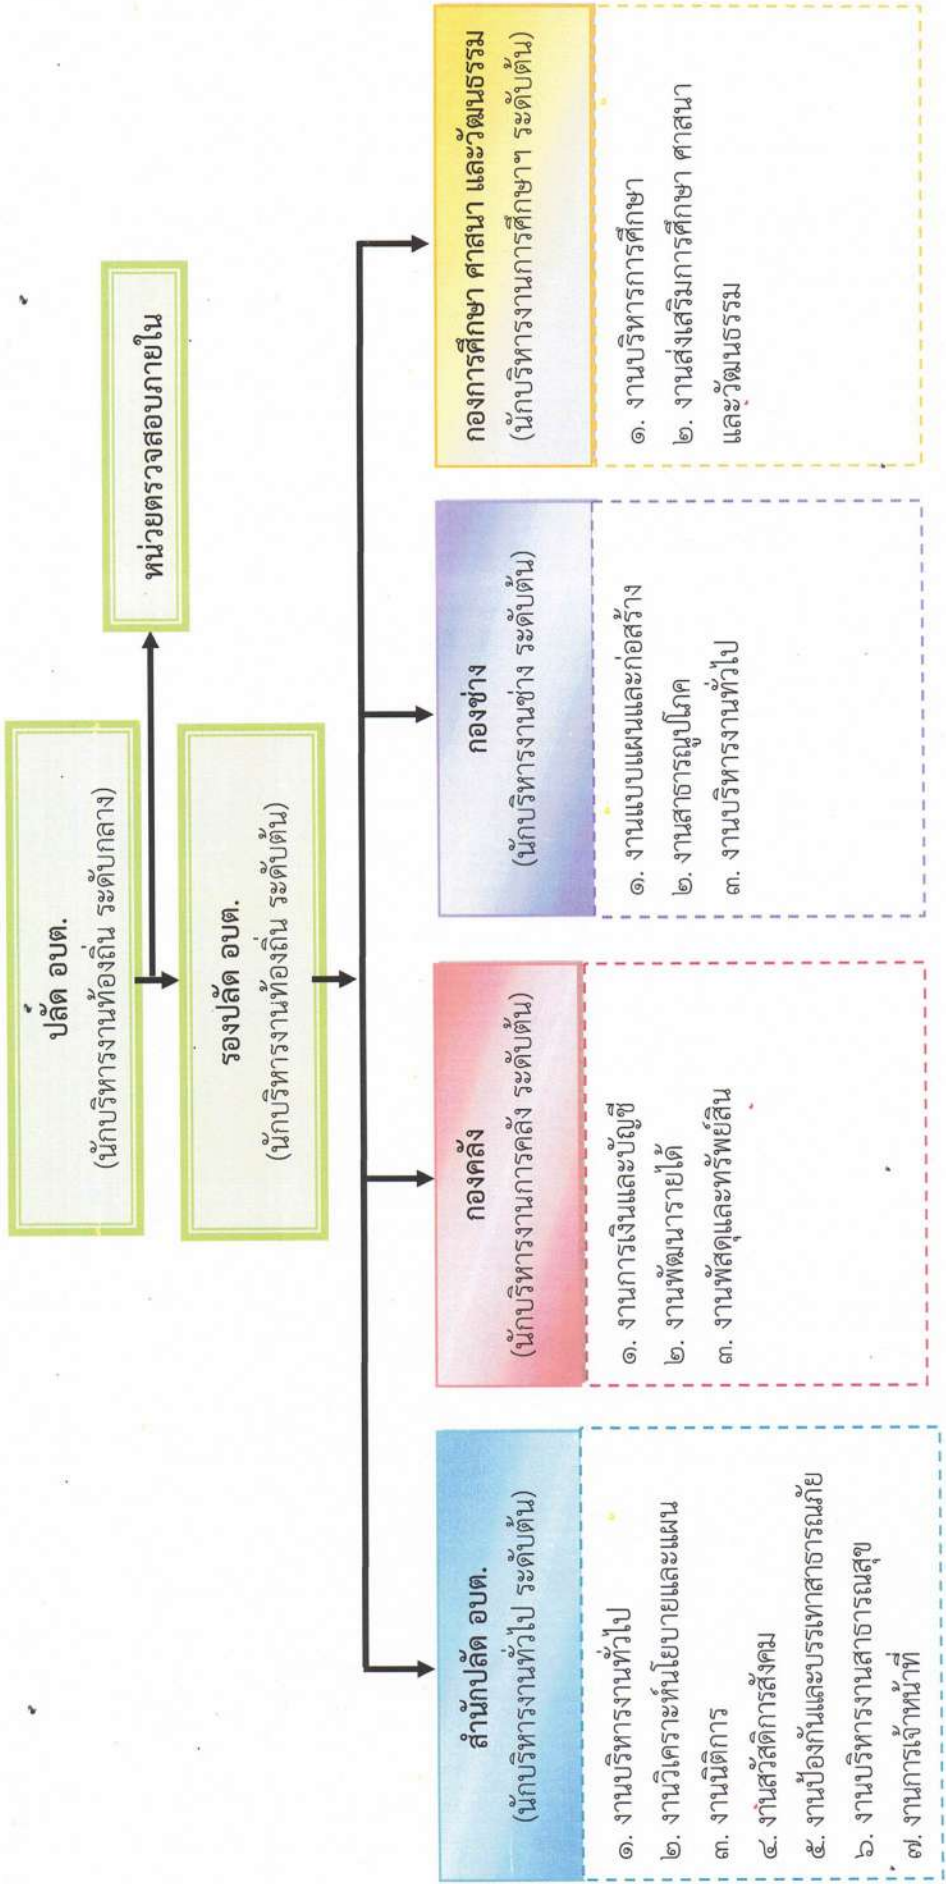 ปลัด อบต.
(นักบริหารงานท้องถิ่น ระดับกลาง)
หน่วยตรวจสอบภายใน
รองปลัด อบต.
(นักบริหารงานท้องถิ่น ระดับต้น)
สำนักปลัด อบต.
(นักบริหารงานทั่วไป ระดับต้น)
๑. งานบริหารงานทั่วไป
๒. งานวิเคราะห์นโยบายและแผน
๓. งานนิติการ
๔. งานสวัสดิการสังคม
๕. งานป้องกันและบรรเทาสาธารณภัย
๖. งานบริหารงานสาธารณสุข
๗. งานการเจ้าหน้าที่
กองคลัง
(นักบริหารงานการคลัง ระดับต้น)
๑. งานการเงินและบัญชี
๒. งานพัฒนารายได้
๓. งานพัสดุและทรัพย์สิน
กองช่าง
(นักบริหารงานช่าง ระดับต้น)
๑. งานแบบแผนและก่อสร้าง
๒. งานสาธารณูปโภค
๓. งานบริหารงานทั่วไป
กองการศึกษา ศาสนา และวัฒนธรรม
(นักบริหารงานการศึกษาฯ ระดับต้น)
๑. งานบริหารการศึกษา
๒. งานส่งเสริมการศึกษา ศาสนา
และวัฒนธรรม